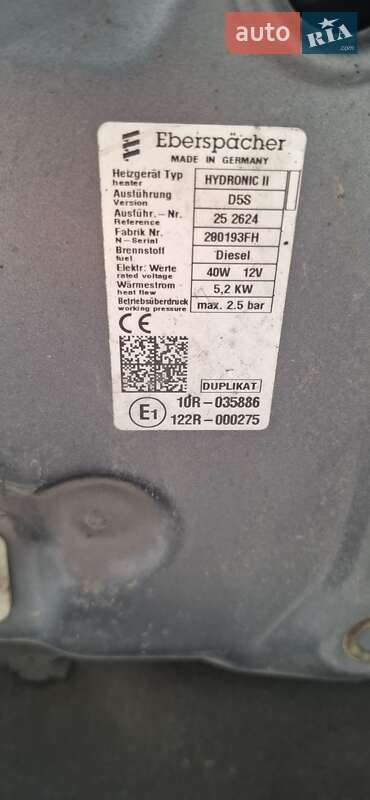 auto RIA
.com
Eberspächer
MADE IN GERMANY
Heizgerät Typ HYDRONIC II
heater
Ausführung D5S
Version
Ausführ.- Nr. 25 2624
Reference
Fabrik Nr. 290193FH
N-Serial
Brennstoff Diesel
fuel
Elektr. Werte 40W 12V
rated voltage
Wärmestrom 5,2 KW
heat flow
Betriebsüberdruck max. 2.5 bar
working pressure
CE
DUPLIKAT
E1
10R-035886
122R-000275